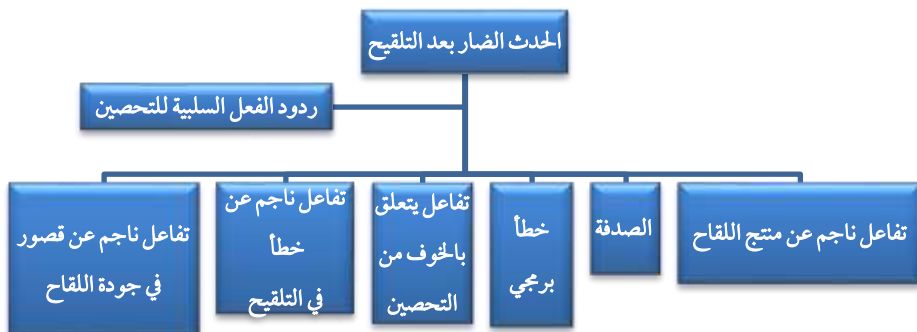 الحدث الضار بعد التلقيح
ردود الفعل السلبية للتحصين
تفاعل ناجم عن منتج اللقاح
الصدفة
خطأ
برمجي
تفاعل يتعلق
بالخوف من
التحصين
تفاعل ناجم عن
خطأ
في التلقيح
تفاعل ناجم عن قصور
في جودة اللقاح